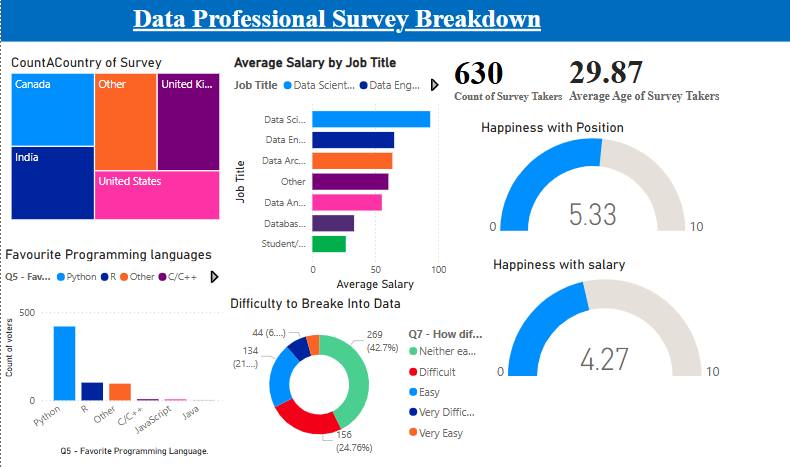 Data Professional Survey Breakdown
CountACountry of Survey
Canada
Other
United Ki...
India
United States
Average Salary by Job Title
Job Title Data Scient... Data Eng...
Job Title
Data Sci...
Data En...
Data Arc...
Other
Data An...
Databas...
Student/...
0 50 100
Average Salary
630
Count of Survey Takers
29.87
Average Age of Survey Takers
Happiness with Position
5.33
0 10
Happiness with salary
4.27
0 10
Favourite Programming languages
Q5 - Fav... Python R Other C/C++
Count of voters
500
0
Python R Other C/C++ JavaScript Java
Q5 - Favorite Programming Language.
Difficulty to Breake Into Data
44 (6....)
269
(42.7%)
134
(21....)
156
(24.76%)
Q7 - How dif...
Neither ea...
Difficult
Easy
Very Diffic...
Very Easy